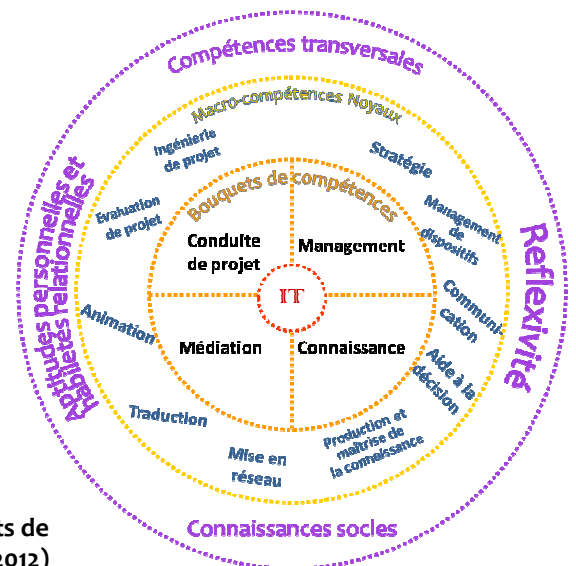 Compétences transversales
Macro-compétences Noyaux
Ingénierie
de projet
Stratégie
Evaluation
de projet
Bouquets de compétences
Management
de
dispositifs
Conduite
de projet
Management
Aptitudes personnelles et
habiletés relationnelles
Reflexivité
IT
Animation
Communi-
cation
Médiation
Connaissance
Aide à la
décision
Traduction
Mise en
réseau
Production et
maîtrise de
la connaissance
Connaissances socles
ts de
2012)